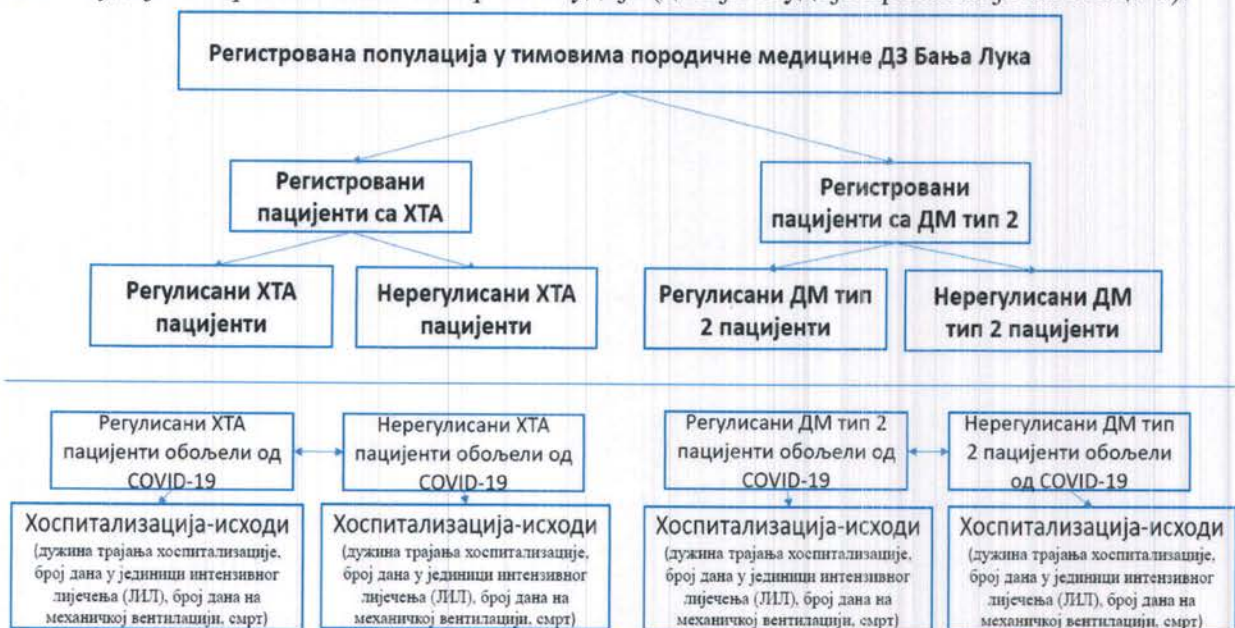 Регистрована популација у тимовима породичне медицине ДЗ Бања Лука
Регистровани
пацијенти са ХТА
Регистровани
пацијенти са ДМ тип 2
Регулисани ХТА
пацијенти
Нерегулисани ХТА
пацијенти
Регулисани ДМ тип
2 пацијенти
Нерегулисани ДМ
тип 2 пацијенти
Регулисани ХТА
пацијенти обољели од
COVID-19
Нерегулисани ХТА
пацијенти обољели од
COVID-19
Регулисани ДМ тип 2
пацијенти обољели од
COVID-19
Нерегулисани ДМ тип
2 пацијенти обољели
од COVID-19
Хоспитализација-исходи
(дужина трајања хоспитализације,
број дана у јединици интензивног
лијечења (ЈИЛ), број дана на
механичкој вентилацији, смрт)
Хоспитализација-исходи
(дужина трајања хоспитализације,
број дана у јединици интензивног
лијечења (ЈИЛ), број дана на
механичкој вентилацији, смрт)
Хоспитализација-исходи
(дужина трајања хоспитализације,
број дана у јединици интензивног
лијечења (ЈИЛ), број дана на
механичкој вентилацији, смрт)
Хоспитализација-исходи
(дужина трајања хоспитализације,
број дана у јединици интензивног
лијечења (ЈИЛ), број дана на
механичкој вентилацији, смрт)